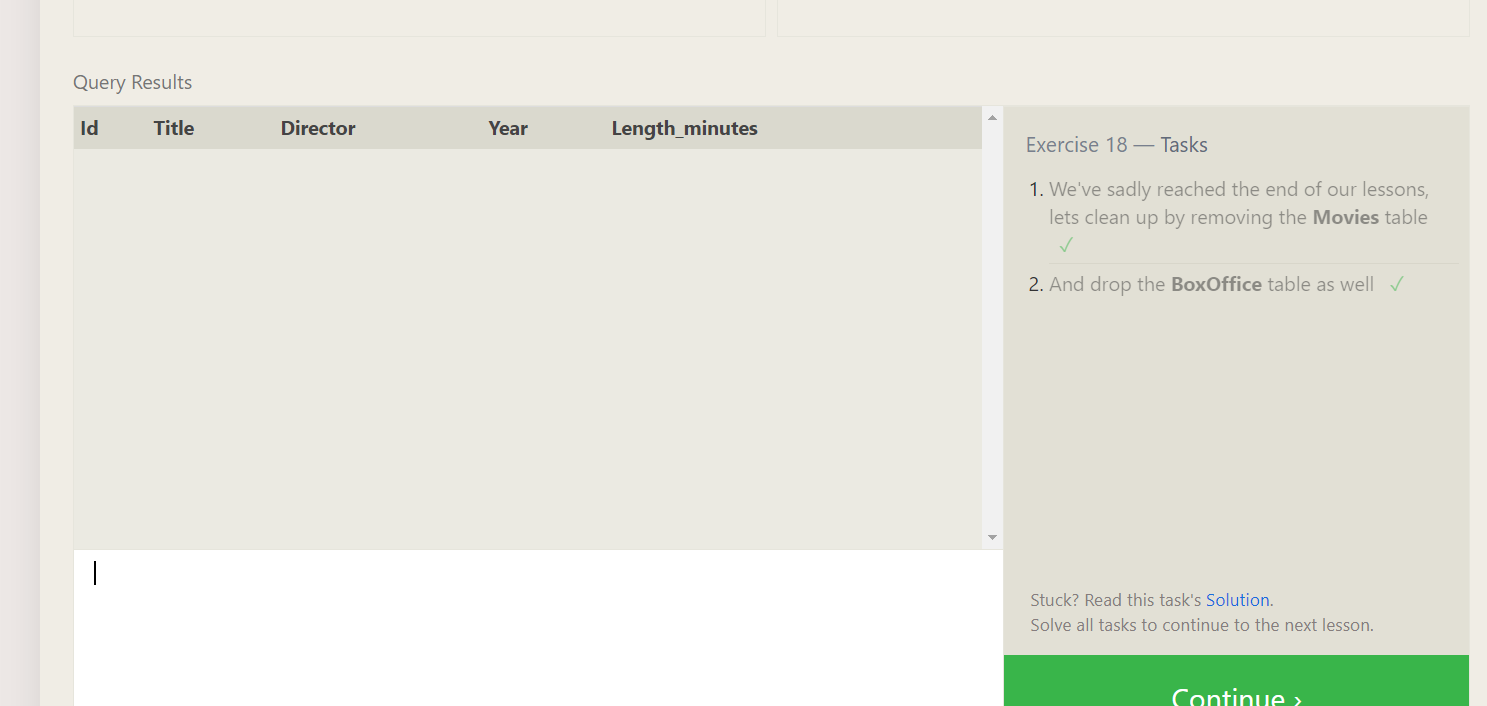 Query Results
Id Title Director Year Length_minutes
Exercise 18 — Tasks
1. We've sadly reached the end of our lessons,
lets clean up by removing the Movies table
✓
2. And drop the BoxOffice table as well ✓
Stuck? Read this task's Solution.
Solve all tasks to continue to the next lesson.
Continue ›